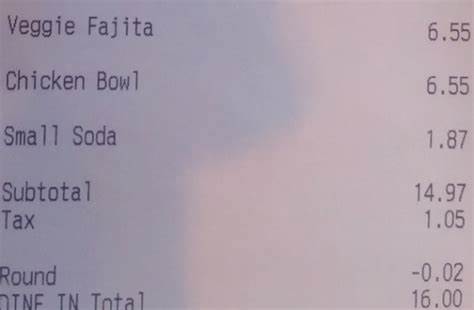 Veggie Fajita 6.55
Chicken Bowl 6.55
Small Soda 1.87
Subtotal 14.97
Tax 1.05
Round -0.02
DINE IN Total 16.00